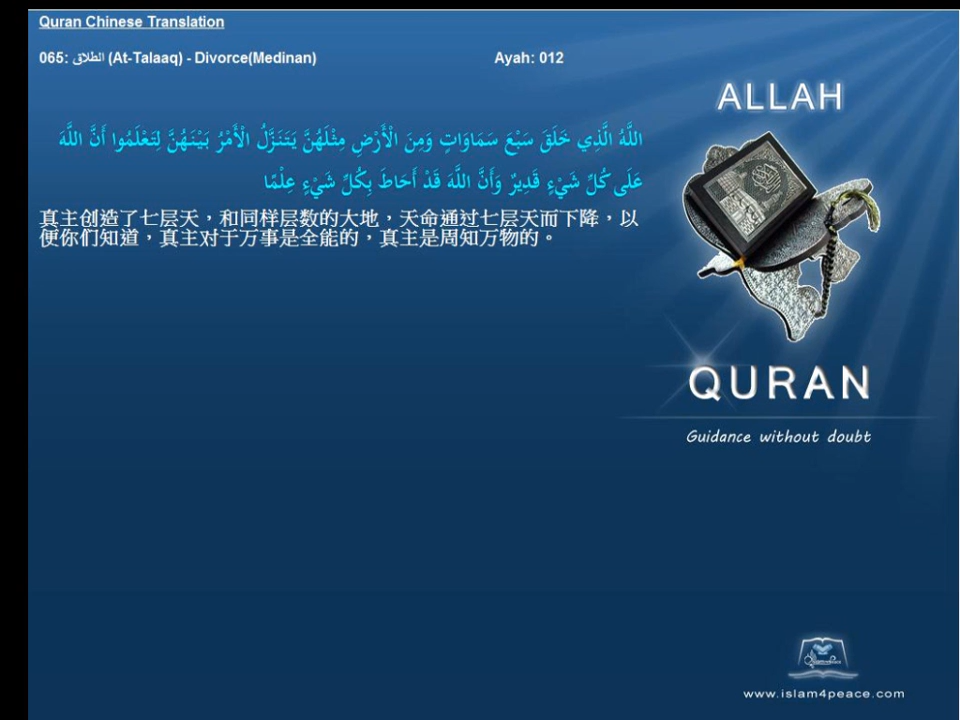 Quran Chinese Translation
065: الطلاق (At-Talaaq) - Divorce(Medinan)
Ayah: 012
اللَّهُ الَّذِي خَلَقَ سَبْعَ سَمَاوَاتٍ وَمِنَ الْأَرْضِ مِثْلَهُنَّ يَتَنَزَّلُ الْأَمْرُ بَيْنَهُنَّ لِتَعْلَمُوا أَنَّ اللَّهَ
عَلَى كُلِّ شَيْءٍ قَدِيرٌ وَأَنَّ اللَّهَ قَدْ أَحَاطَ بِكُلِّ شَيْءٍ عِلْمًا
真主创造了七层天，和同样层数的大地，天命通过七层天而下降，以
便你们知道，真主对于万事是全能的，真主是周知万物的。
ALLAH
QURAN
Guidance without doubt
www.islam4peace.com